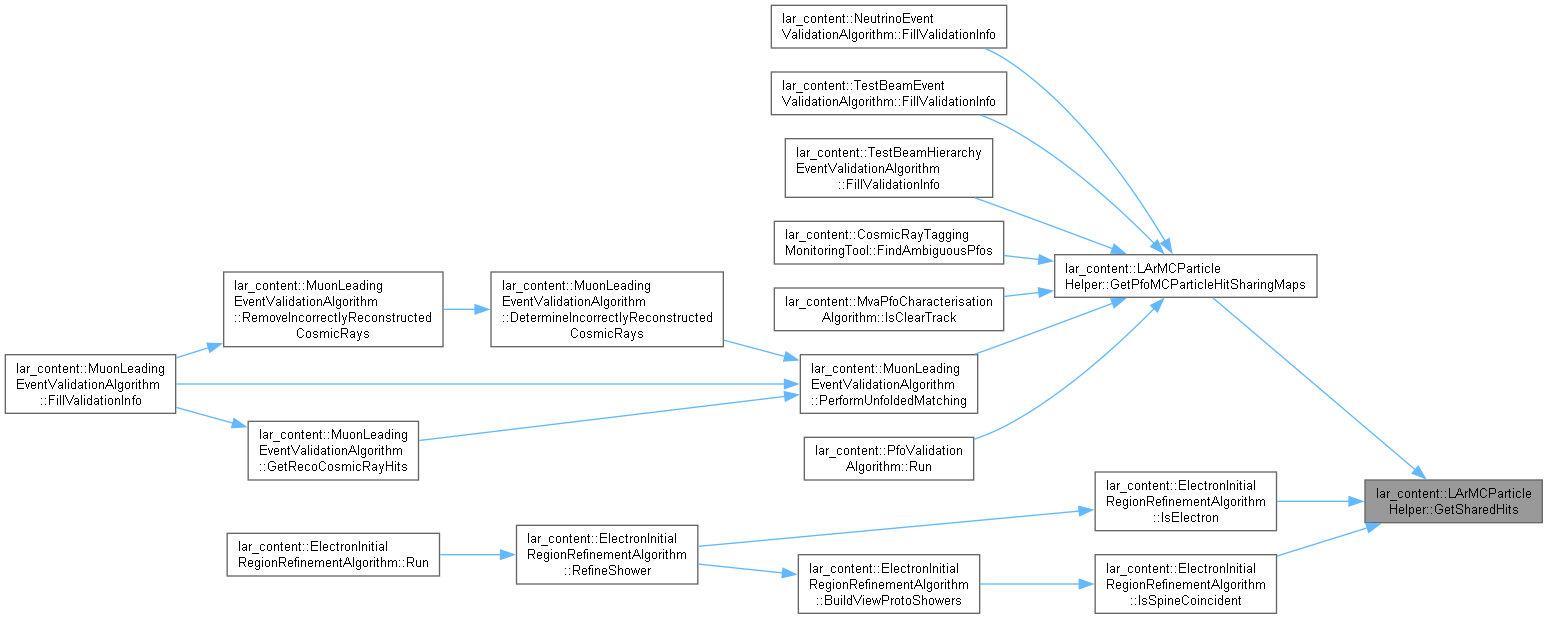 lar_content::NeutrinoEvent
ValidationAlgorithm::FillValidationInfo
lar_content::TestBeamEvent
ValidationAlgorithm::FillValidationInfo
lar_content::TestBeamHierarchy
EventValidationAlgorithm
::FillValidationInfo
lar_content::CosmicRayTagging
MonitoringTool::FindAmbiguousPfos
lar_content::LArMCParticle
Helper::GetPfoMCParticleHitSharingMaps
lar_content::MuonLeading
EventValidationAlgorithm
::RemoveIncorrectlyReconstructed
CosmicRays
lar_content::MuonLeading
EventValidationAlgorithm
::DetermineIncorrectlyReconstructed
CosmicRays
lar_content::MvaPfoCharacterisation
Algorithm::IsClearTrack
lar_content::MuonLeading
EventValidationAlgorithm
::FillValidationInfo
lar_content::MuonLeading
EventValidationAlgorithm
::PerformUnfoldedMatching
lar_content::MuonLeading
EventValidationAlgorithm
::GetRecoCosmicRayHits
lar_content::PfoValidation
Algorithm::Run
lar_content::ElectronInitial
RegionRefinementAlgorithm
::IsElectron
lar_content::LArMCParticle
Helper::GetSharedHits
lar_content::ElectronInitial
RegionRefinementAlgorithm::Run
lar_content::ElectronInitial
RegionRefinementAlgorithm
::RefineShower
lar_content::ElectronInitial
RegionRefinementAlgorithm
::BuildViewProtoShowers
lar_content::ElectronInitial
RegionRefinementAlgorithm
::IsSpineCoincident